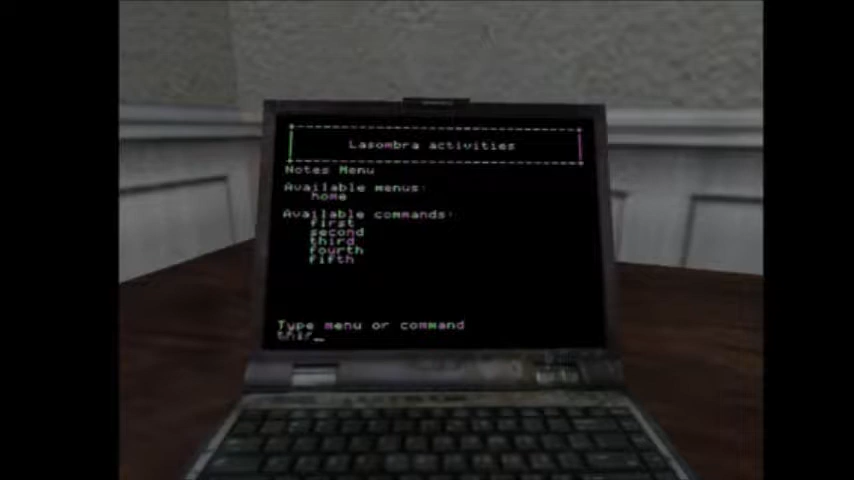 Lasombra activities
Notes Menu
Available menus:
home
Available commands:
first
second
third
fourth
fifth
Type menu or command
thir_